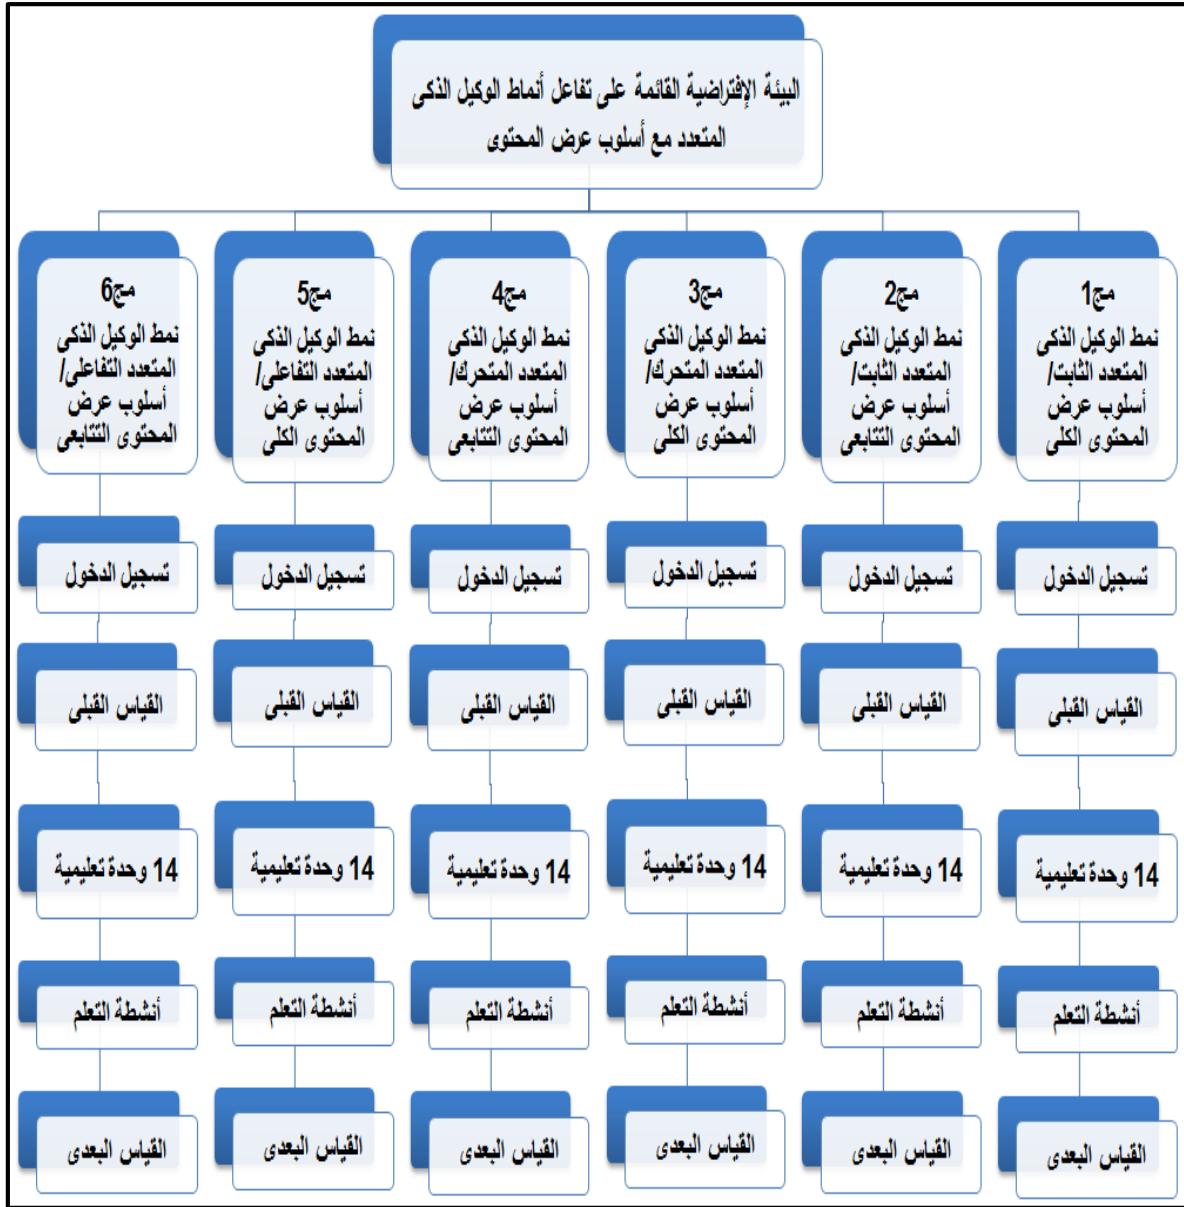 البيئة الإفتراضية القائمة على تفاعل أنماط الوكيل الذكى
المتعدد مع أسلوب عرض المحتوى
مج1
نمط الوكيل الذكى
المتعدد الثابت/
أسلوب عرض
المحتوى الكلى
تسجيل الدخول
القياس القبلى
14 وحدة تعليمية
أنشطة التعلم
القياس البعدى
مج2
نمط الوكيل الذكى
المتعدد الثابت/
أسلوب عرض
المحتوى التتابعى
تسجيل الدخول
القياس القبلى
14 وحدة تعليمية
أنشطة التعلم
القياس البعدى
مج3
نمط الوكيل الذكى
المتعدد المتحرك/
أسلوب عرض
المحتوى الكلى
تسجيل الدخول
القياس القبلى
14 وحدة تعليمية
أنشطة التعلم
القياس البعدى
مج4
نمط الوكيل الذكى
المتعدد المتحرك/
أسلوب عرض
المحتوى التتابعى
تسجيل الدخول
القياس القبلى
14 وحدة تعليمية
أنشطة التعلم
القياس البعدى
مج5
نمط الوكيل الذكى
المتعدد التفاعلى/
أسلوب عرض
المحتوى الكلى
تسجيل الدخول
القياس القبلى
14 وحدة تعليمية
أنشطة التعلم
القياس البعدى
مج6
نمط الوكيل الذكى
المتعدد التفاعلى/
أسلوب عرض
المحتوى التتابعى
تسجيل الدخول
القياس القبلى
14 وحدة تعليمية
أنشطة التعلم
القياس البعدى